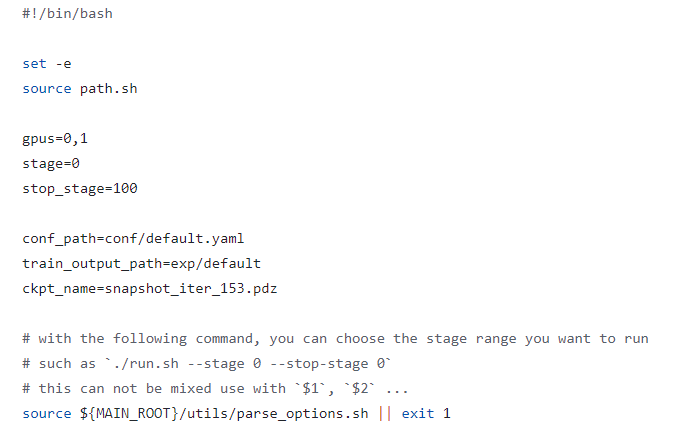 #!/bin/bash
set -e
source path.sh
gpus=0,1
stage=0
stop_stage=100
conf_path=conf/default.yaml
train_output_path=exp/default
ckpt_name=snapshot_iter_153.pdz
# with the following command, you can choose the stage range you want to run
# such as `./run.sh --stage 0 --stop-stage 0`
# this can not be mixed use with `$1`, `$2` ...
source ${MAIN_ROOT}/utils/parse_options.sh || exit 1